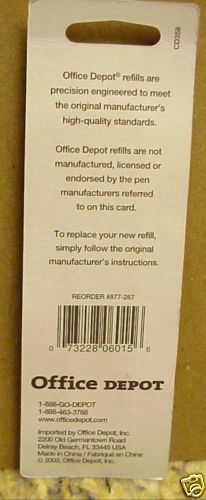 CD35B
Office Depot® refills are
precision engineered to meet
the original manufacturer's
high-quality standards.
Office Depot refills are not
manufactured, licensed or
endorsed by the pen
manufacturers referred
to on this card.
To replace your new refill,
simply follow the original
manufacturer's instructions.
REORDER #877-267
0 73228 06015 6
Office DEPOT
1-888-GO-DEPOT
1-888-463-3768
www.officedepot.com
Imported by Office Depot, Inc.
2200 Old Germantown Road
Delray Beach, FL 33445 USA
Made in China / Fabriqué en Chine
© 2003, Office Depot, Inc.